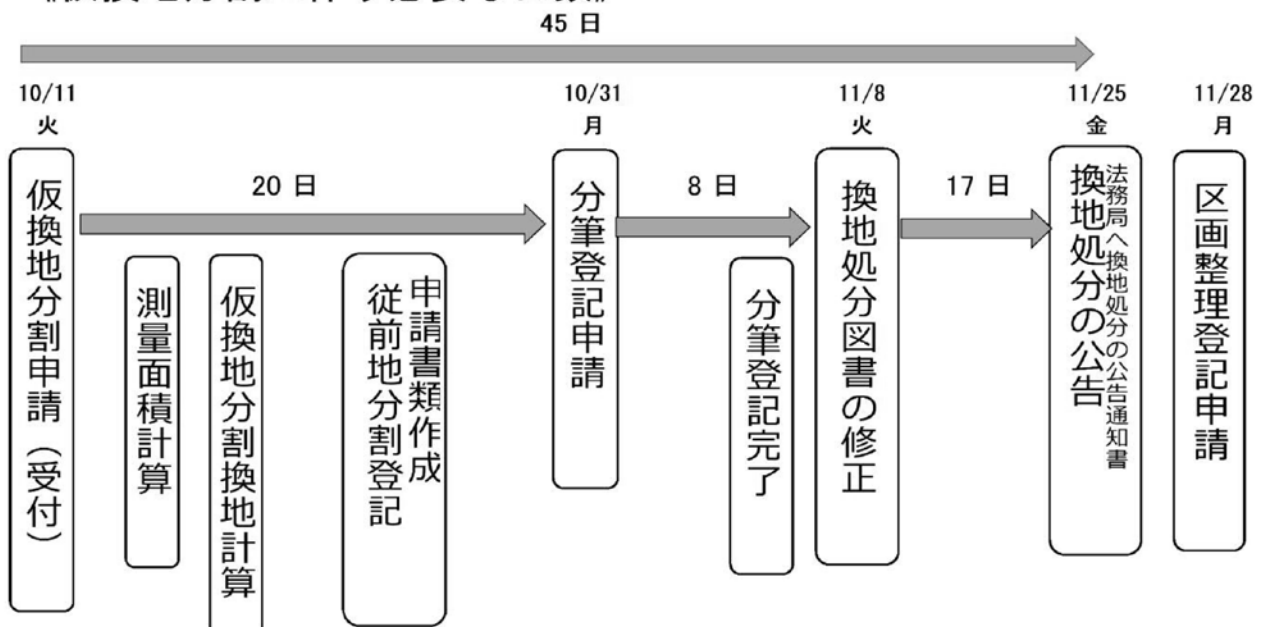 45 日
10/11
火
10/31
月
11/8
火
11/25
金
11/28
月
20 日
8 日
17 日
仮換地分割申請（受付）
測量面積計算
仮換地分割換地計算
申請書類作成
従前地分割登記
分筆登記申請
分筆登記完了
換地処分図書の修正
法務局へ換地処分の公告通知書
換地処分の公告
区画整理登記申請